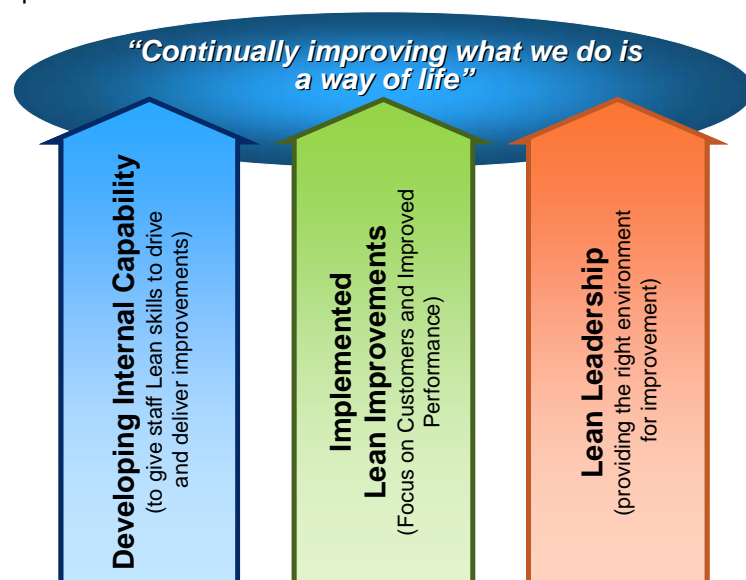 “Continually improving what we do is
a way of life”
Developing Internal Capability
(to give staff Lean skills to drive
and deliver improvements)
Implemented
Lean Improvements
(Focus on Customers and Improved
Performance)
Lean Leadership
(providing the right environment
for improvement)